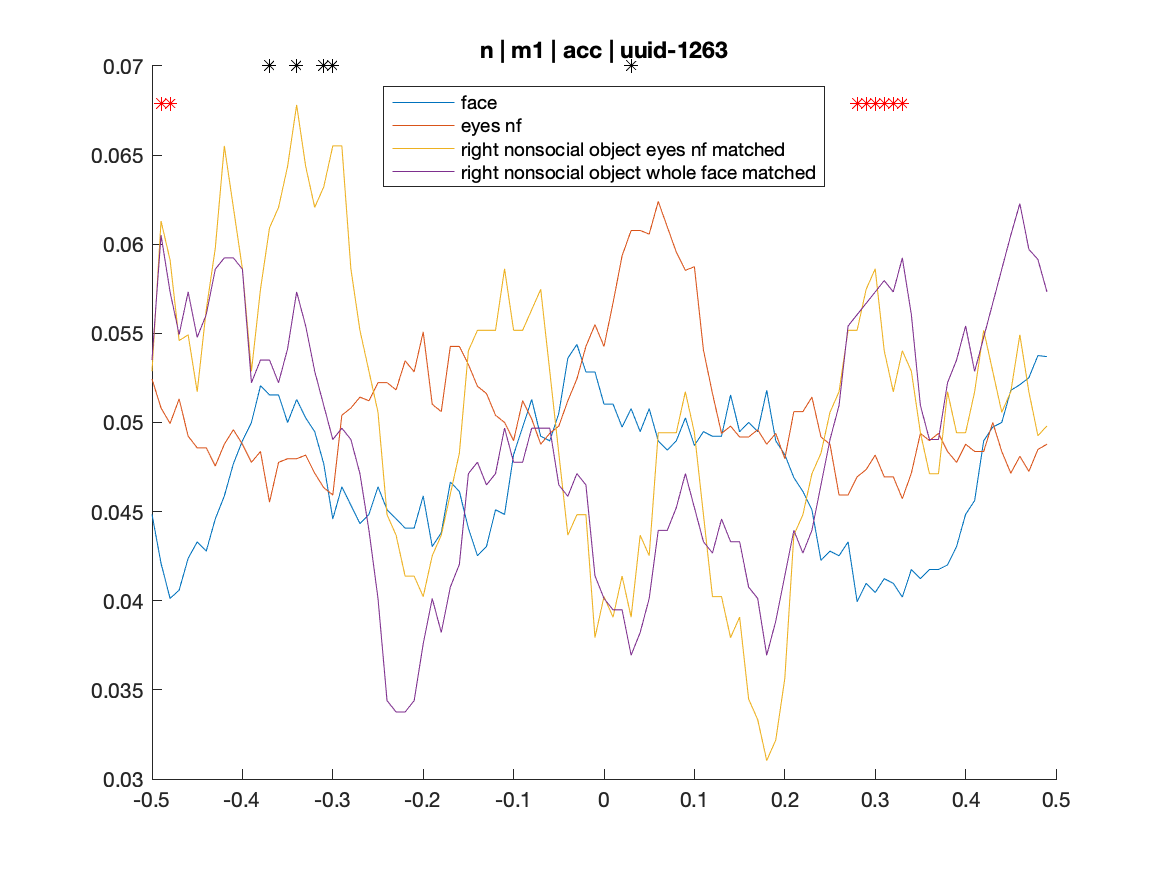 n | m1 | acc | uuid-1263
face
eyes nf
right nonsocial object eyes nf matched
right nonsocial object whole face matched
0.07
0.065
0.06
0.055
0.05
0.045
0.04
0.035
0.03
-0.5 -0.4 -0.3 -0.2 -0.1 0 0.1 0.2 0.3 0.4 0.5